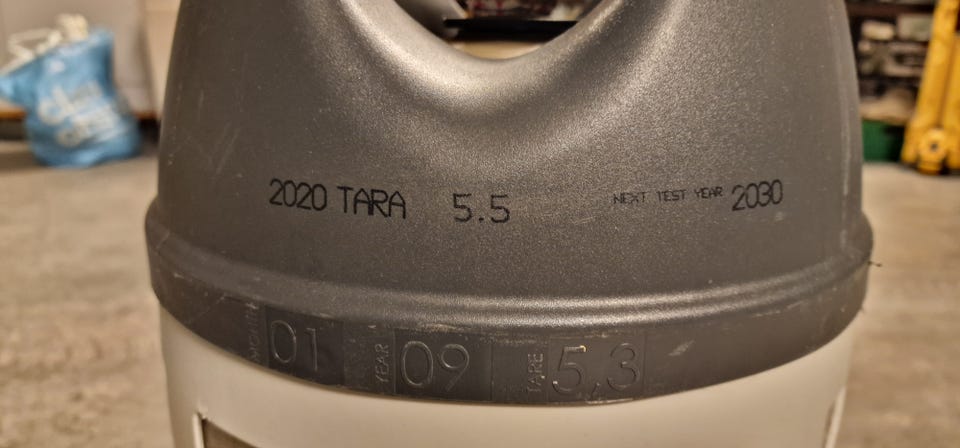 2020 TARA 5.5 NEXT TEST YEAR 2030
MONTH 01 YEAR 09 TARE 5,3